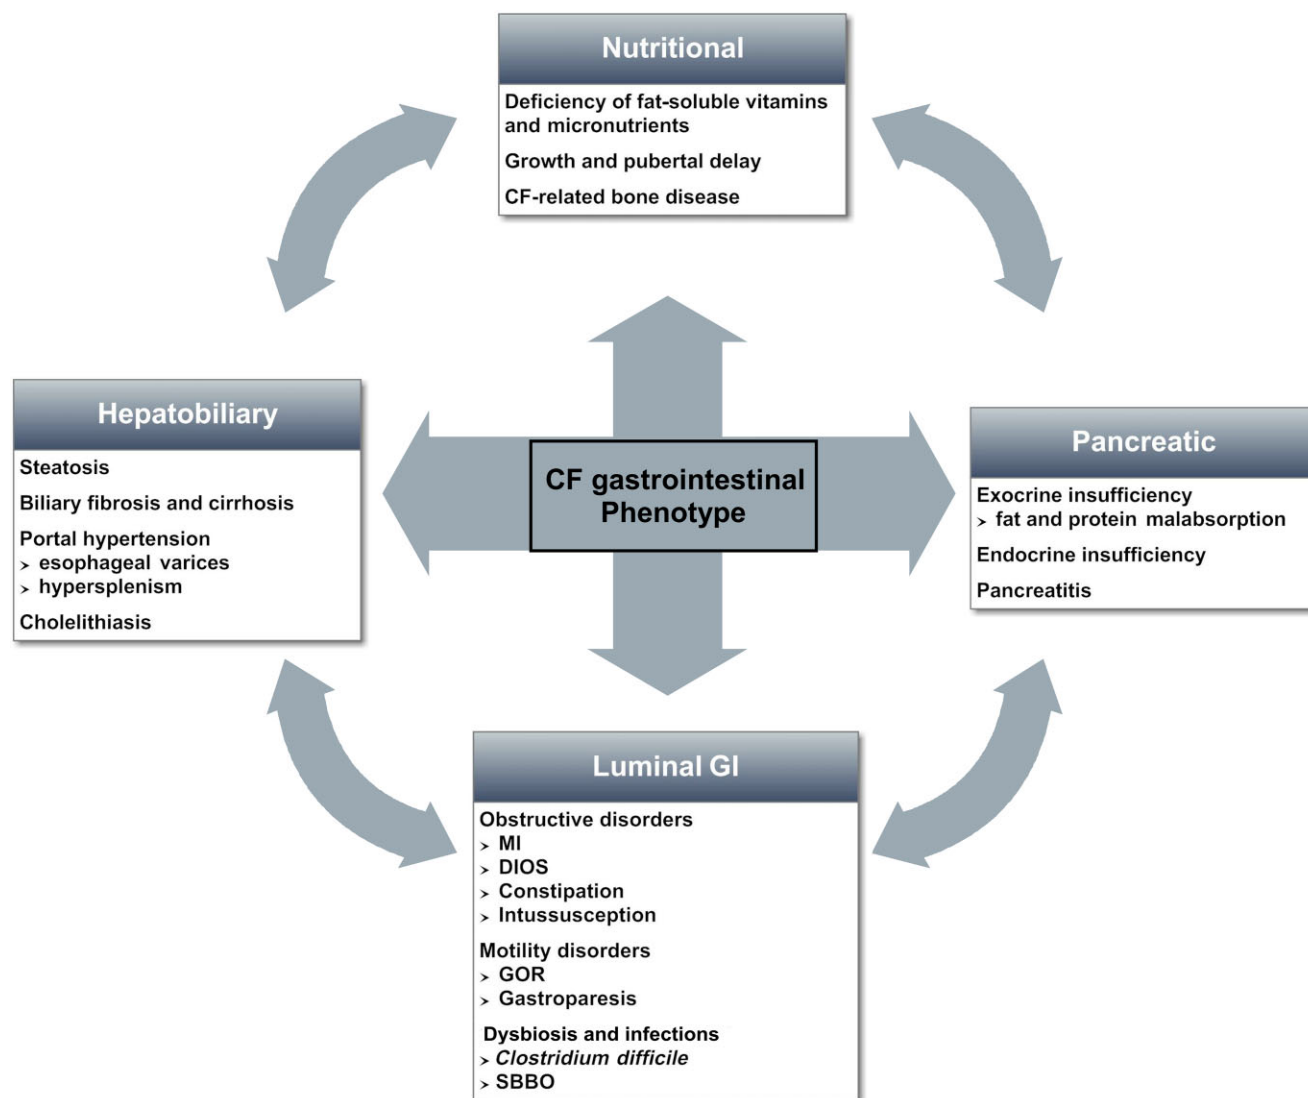 Nutritional
Deficiency of fat-soluble vitamins
and micronutrients
Growth and pubertal delay
CF-related bone disease
Hepatobiliary
Steatosis
Biliary fibrosis and cirrhosis
Portal hypertension
➢ esophageal varices
➢ hypersplenism
Cholelithiasis
CF gastrointestinal
Phenotype
Pancreatic
Exocrine insufficiency
➢ fat and protein malabsorption
Endocrine insufficiency
Pancreatitis
Luminal GI
Obstructive disorders
➢ MI
➢ DIOS
➢ Constipation
➢ Intussusception
Motility disorders
➢ GOR
➢ Gastroparesis
Dysbiosis and infections
➢ Clostridium difficile
➢ SBBO